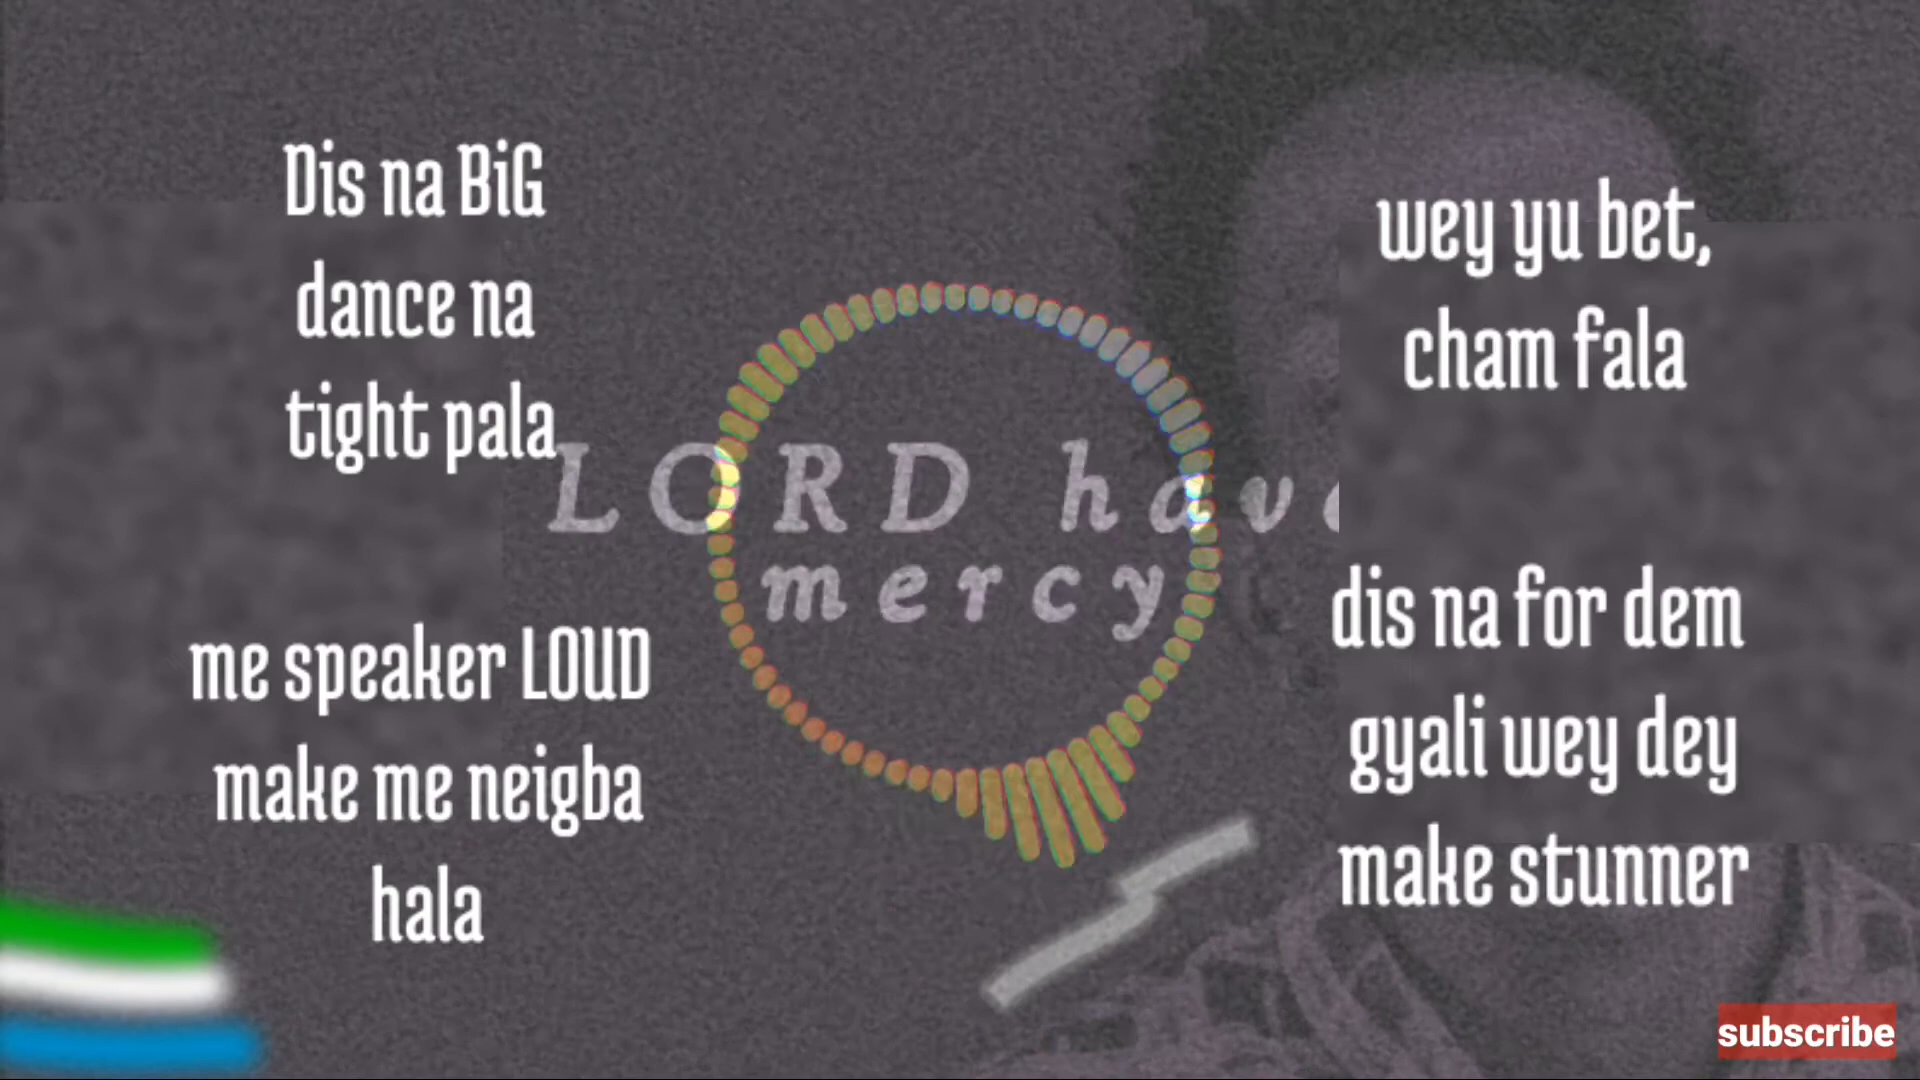 Dis na BiG
dance na
tight pala
me speaker LOUD
make me neigba
hala
LORD hav
mercy
wey yu bet,
cham fala
dis na for dem
gyali wey dey
make stunner
subscribe